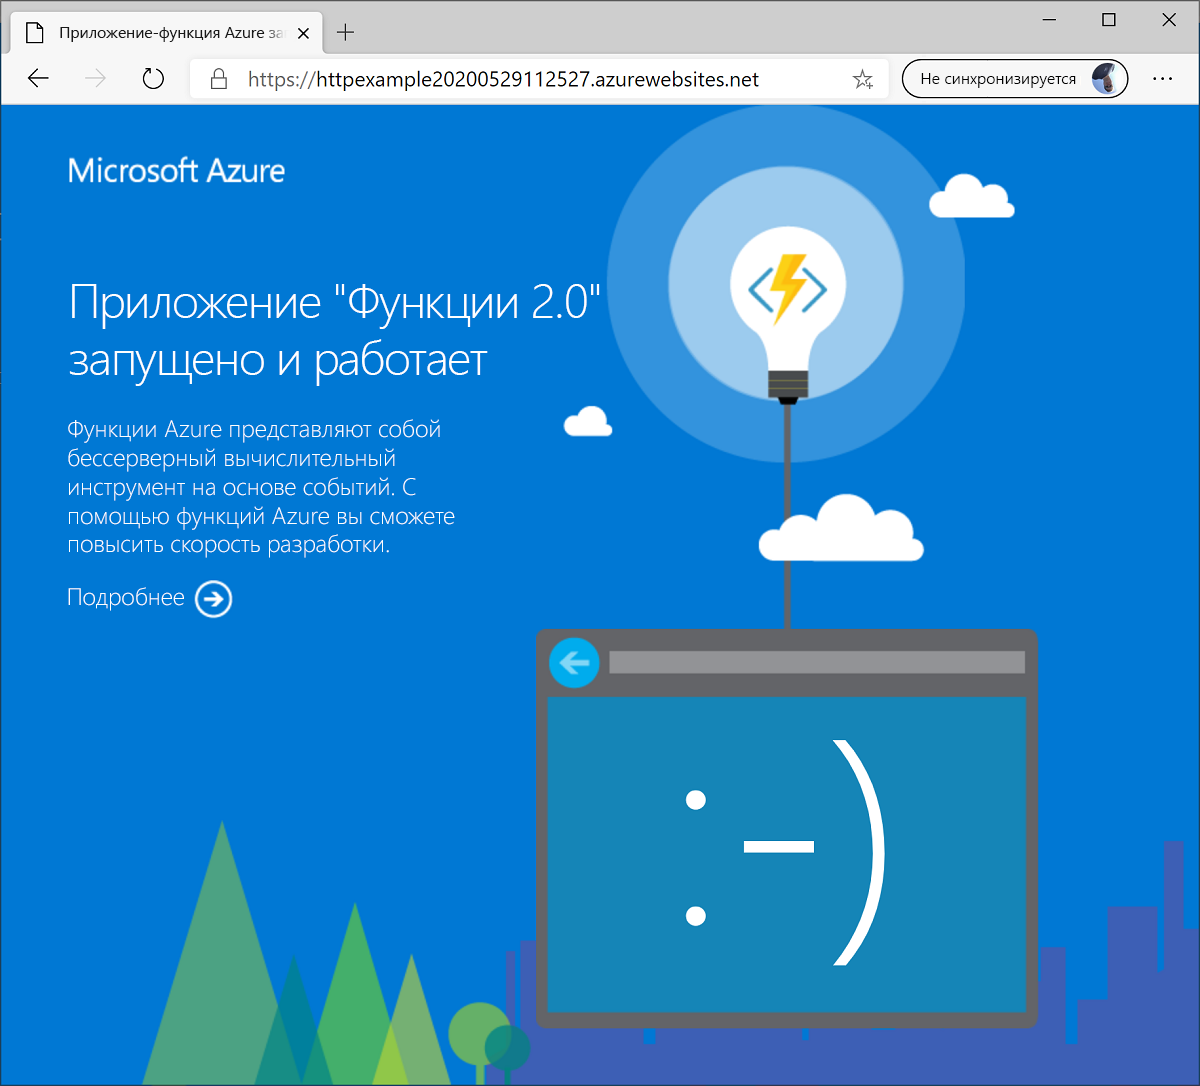 Приложение-функция Azure за
https://httpexample20200529112527.azurewebsites.net
Не синхронизируется
Microsoft Azure
Приложение "Функции 2.0"
запущено и работает
Функции Azure представляют собой
бессерверный вычислительный
инструмент на основе событий. С
помощью функций Azure вы сможете
повысить скорость разработки.
Подробнее
:-)